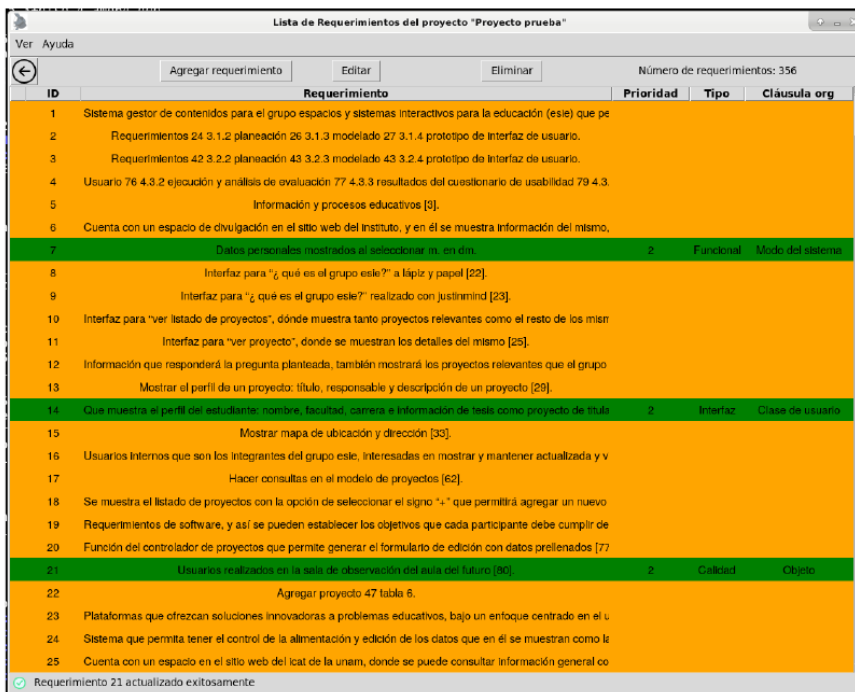 Lista de Requerimientos del proyecto "Proyecto prueba"
Ver Ayuda
Agregar requerimiento Editar Eliminar Número de requerimientos: 356
ID Requerimiento Prioridad Tipo Cláusula org
1 Sistema gestor de contenidos para el grupo espacios y sistemas interactivos para la educación (esie) que pe
2 Requerimientos 24 3.1.2 planeación 26 3.1.3 modelado 27 3.1.4 prototipo de interfaz de usuario.
3 Requerimientos 42 3.2.2 planeación 43 3.2.3 modelado 43 3.2.4 prototipo de interfaz de usuario.
4 Usuario 76 4.3.2 ejecución y análisis de evaluación 77 4.3.3 resultados del cuestionario de usabilidad 79 4.3.
5 Información y procesos educativos [3].
6 Cuenta con un espacio de divulgación en el sitio web del instituto, y en él se muestra información del mismo,
7 Datos personales mostrados al seleccionar m. en dm. 2 Funcional Modo del sistema
8 Interfaz para "¿ qué es el grupo esie?" a lápiz y papel [22].
9 Interfaz para "¿ qué es el grupo esie?" realizado con justinmind [23].
10 Interfaz para "ver listado de proyectos", dónde muestra tanto proyectos relevantes como el resto de los mism
11 Interfaz para "ver proyecto", donde se muestran los detalles del mismo [25].
12 Información que responderá la pregunta planteada, también mostrará los proyectos relevantes que el grupo
13 Mostrar el perfil de un proyecto: título, responsable y descripción de un proyecto [29].
14 Que muestra el perfil del estudiante: nombre, facultad, carrera e información de tesis como proyecto de titula 2 Interfaz Clase de usuario
15 Mostrar mapa de ubicación y dirección [33].
16 Usuarios internos que son los integrantes del grupo esie, interesadas en mostrar y mantener actualizada y v
17 Hacer consultas en el modelo de proyectos [62].
18 Se muestra el listado de proyectos con la opción de seleccionar el signo "+" que permitirá agregar un nuevo
19 Requerimientos de software, y así se pueden establecer los objetivos que cada participante debe cumplir de
20 Función del controlador de proyectos que permite generar el formulario de edición con datos prellenados [77
21 Usuarios realizados en la sala de observación del aula del futuro [80]. 2 Calidad Objeto
22 Agregar proyecto 47 tabla 6.
23 Plataformas que ofrezcan soluciones innovadoras a problemas educativos, bajo un enfoque centrado en el u
24 Sistema que permita tener el control de la alimentación y edición de los datos que en él se muestran como la
25 Cuenta con un espacio en el sitio web del icat de la unam, donde se puede consultar información general co
Requerimiento 21 actualizado exitosamente